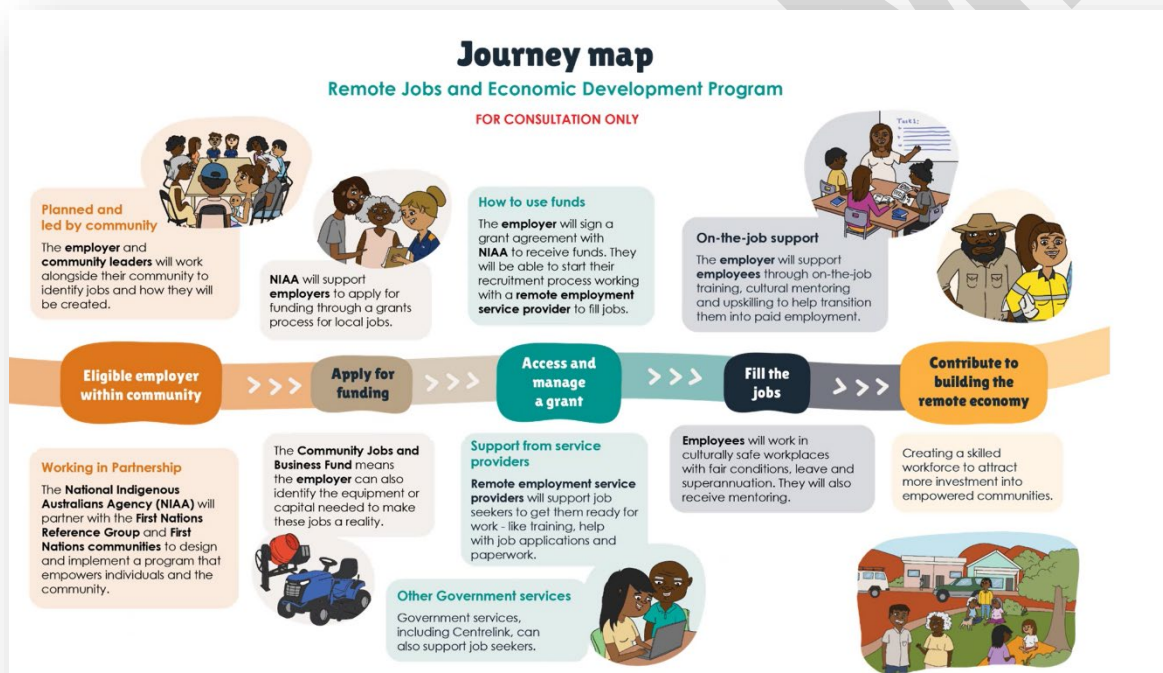 Journey map
Remote Jobs and Economic Development Program
FOR CONSULTATION ONLY
Planned and
led by community
The employer and
community leaders will work
alongside their community to
identify jobs and how they will
be created.
NIAA will support
employers to apply for
funding through a grants
process for local jobs.
How to use funds
The employer will sign a
grant agreement with
NIAA to receive funds. They
will be able to start their
recruitment process working
with a remote employment
service provider to fill jobs.
Task1:
On-the-job support
The employer will support
employees through on-the-job
training, cultural mentoring
and upskilling to help transition
them into paid employment.
Eligible employer
within community
Apply for
funding
Access and
manage
a grant
Fill the
jobs
Contribute to
building the
remote economy
Working in Partnership
The National Indigenous
Australians Agency (NIAA) will
partner with the First Nations
Reference Group and First
Nations communities to design
and implement a program that
empowers individuals and the
community.
The Community Jobs and
Business Fund means
the employer can also
identify the equipment or
capital needed to make
these jobs a reality.
Support from service
providers
Remote employment service
providers will support job
seekers to get them ready for
work - like training, help
with job applications and
paperwork.
Other Government services
Government services,
including Centrelink, can
also support job seekers.
Employees will work in
culturally safe workplaces
with fair conditions, leave and
superannuation. They will also
receive mentoring.
Creating a skilled
workforce to attract
more investment into
empowered communities.